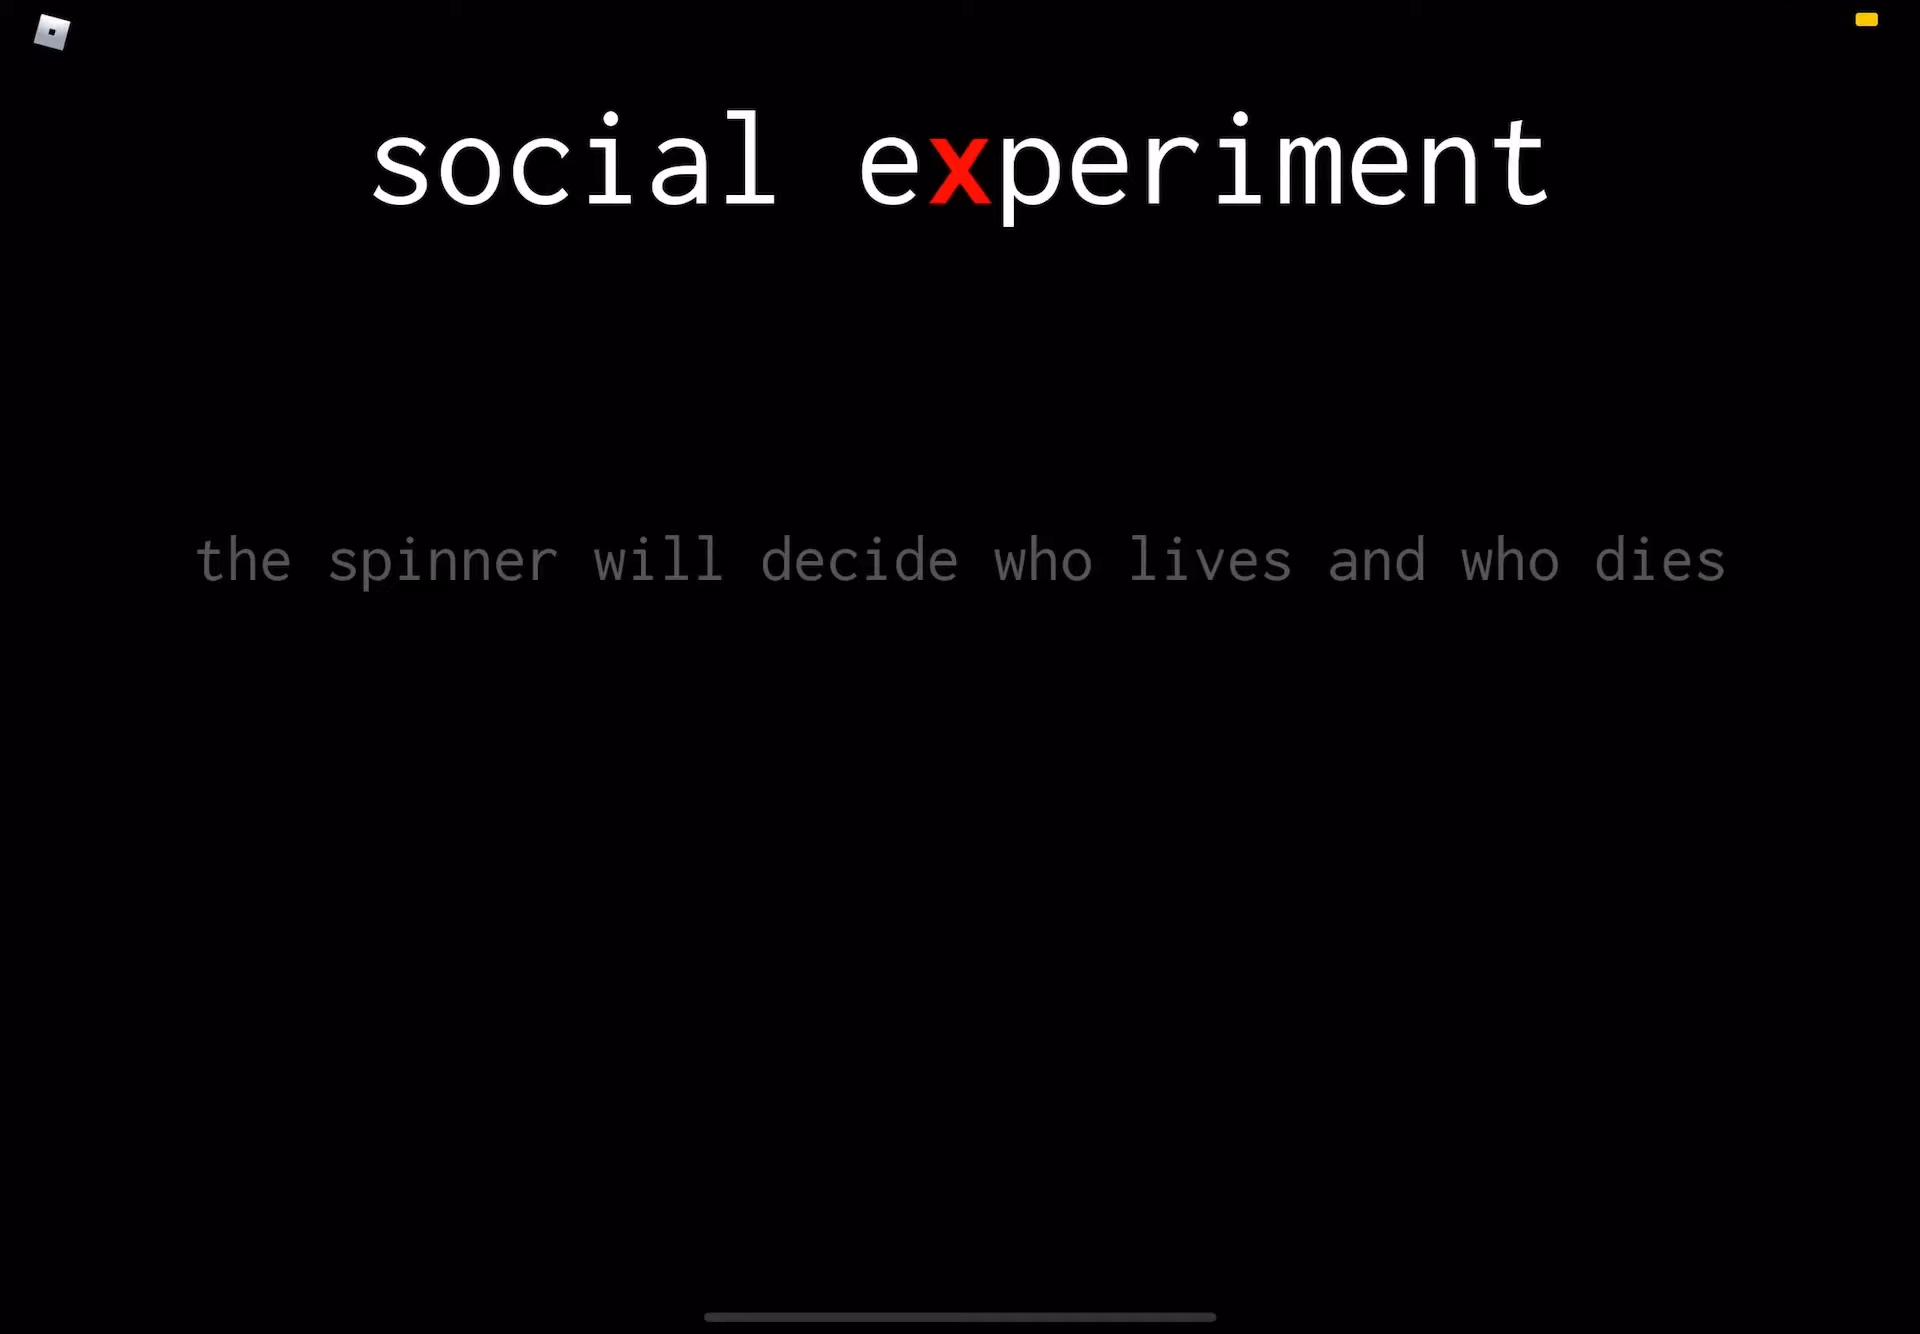 social experiment
the spinner will decide who lives and who dies